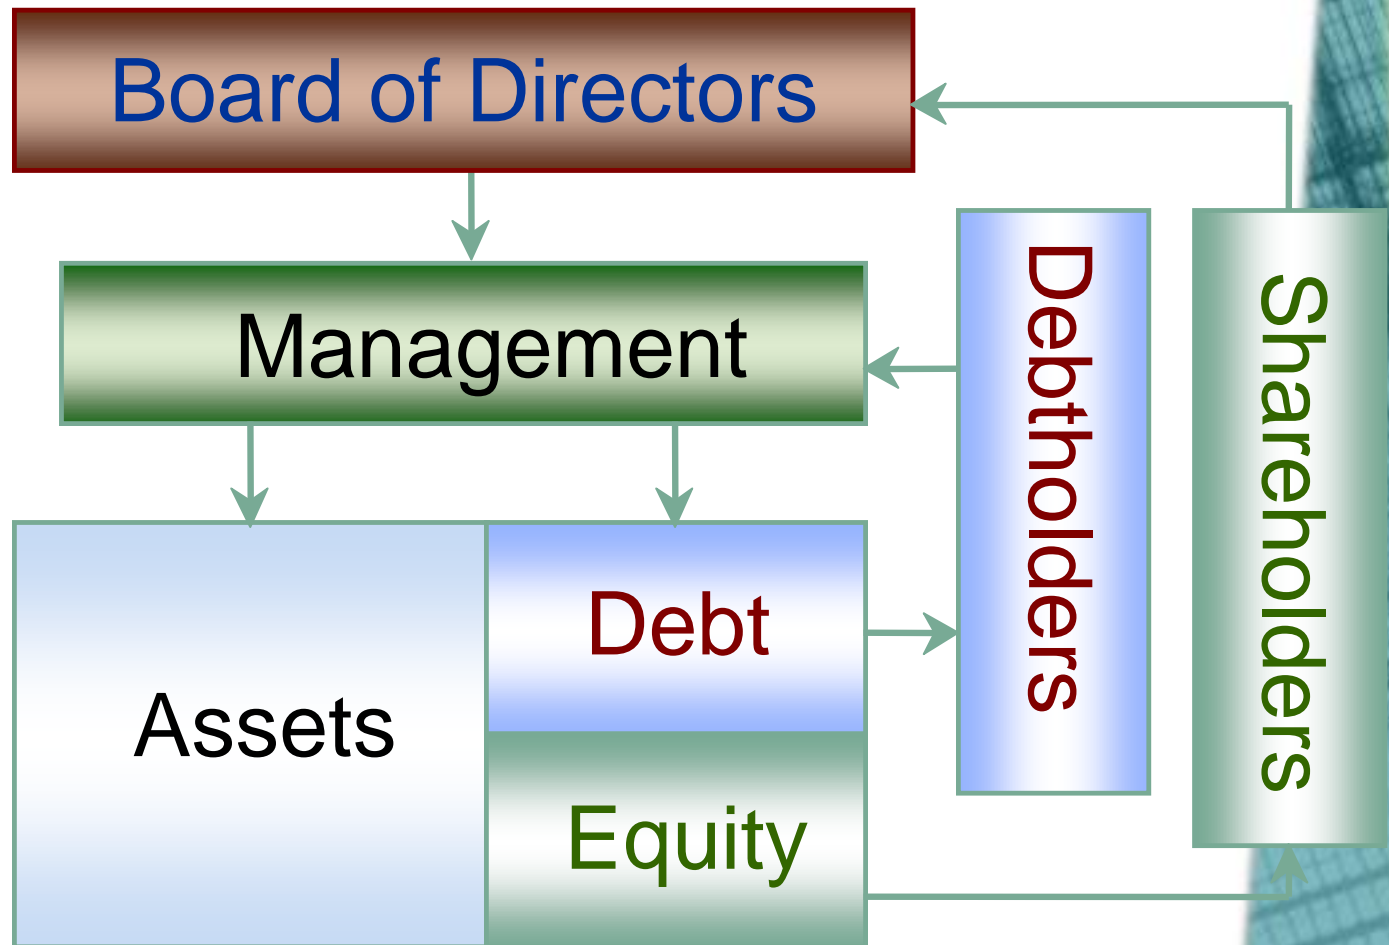 Board of Directors
Management
Debtholders
Shareholders
Debt
Assets
Equity